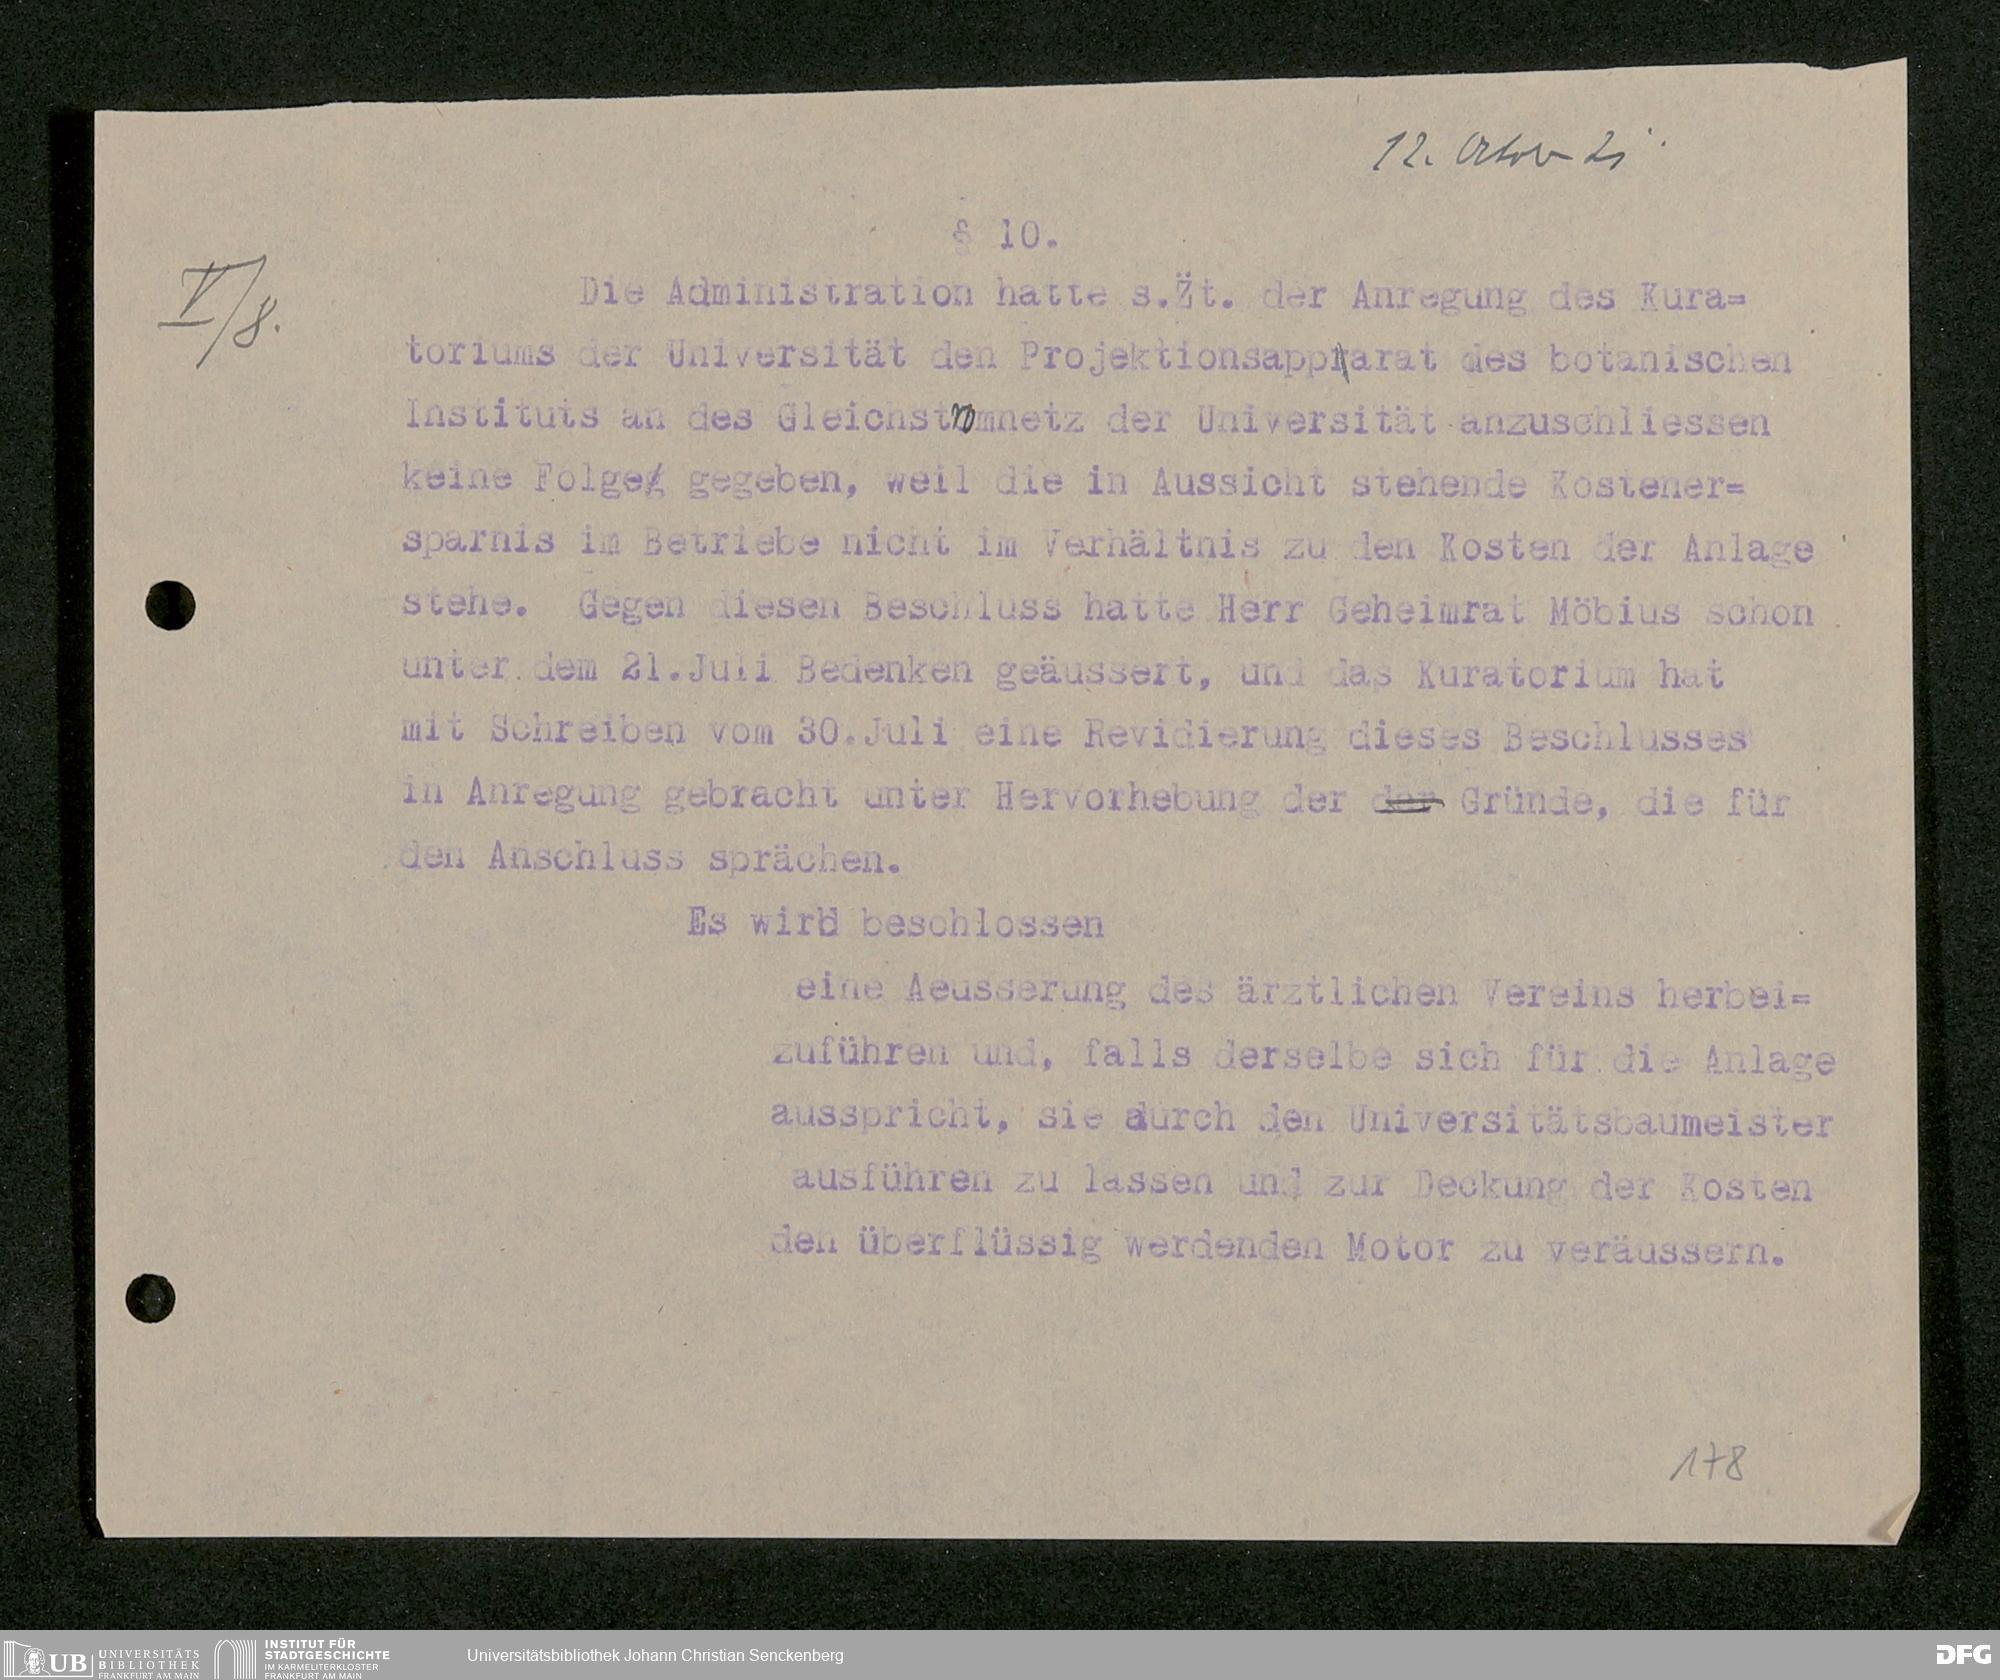 12. Octob 21.
§ 10.
V/8.
Die Administration hatte s.Zt. der Anregung des Kura=
toriums der Universität den Projektionsapparat des botanischen
Instituts an des Gleichstromnetz der Universität anzuschliessen
keine Folge gegeben, weil die in Aussicht stehende Kostener=
sparnis im Betriebe nicht im Verhältnis zu den Kosten der Anlage
stehe. Gegen diesen Beschluss hatte Herr Geheimrat Möbius schon
unter dem 21.Juli Bedenken geäussert, und das Kuratorium hat
mit Schreiben vom 30.Juli eine Revidierung dieses Beschlusses
in Anregung gebracht unter Hervorhebung der der Gründe, die für
den Anschluss sprächen.
Es wird beschlossen
eine Aeusserung des ärztlichen Vereins herbei=
zuführen und, falls derselbe sich für die Anlage
ausspricht, sie durch den Universitätsbaumeister
ausführen zu lassen und zur Deckung der Kosten
den überflüssig werdenden Motor zu veräussern.
178
UB UNIVERSITÄTS
BIBLIOTHEK
FRANKFURT AM MAIN
INSTITUT FÜR
STADTGESCHICHTE
IM KARMELITERKLOSTER
FRANKFURT AM MAIN
Universitätsbibliothek Johann Christian Senckenberg
DFG